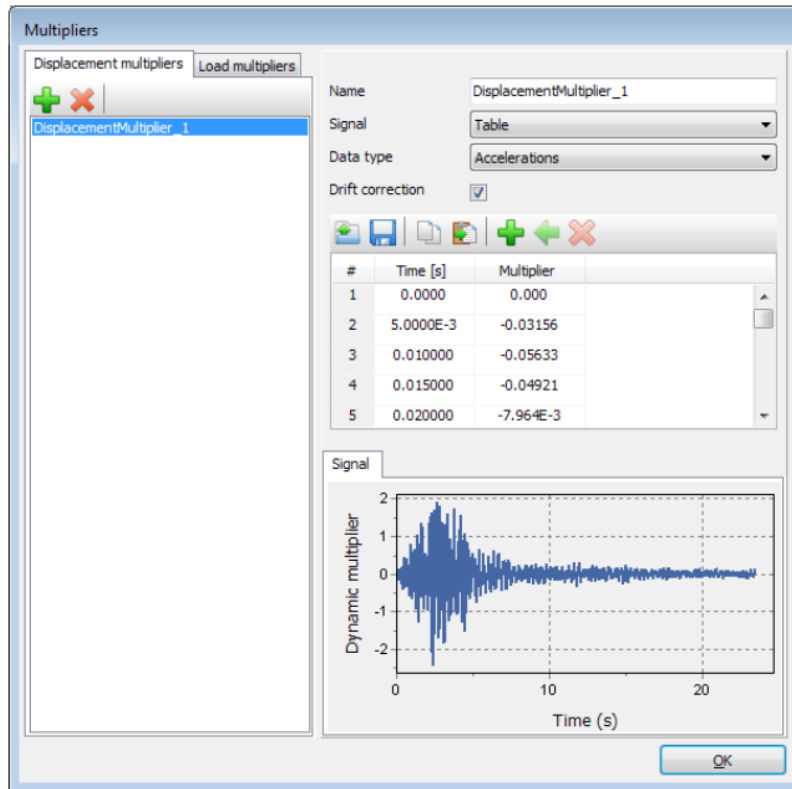 Multipliers
Displacement multipliers Load multipliers
DisplacementMultiplier_1
Name DisplacementMultiplier_1
Signal Table
Data type Accelerations
Drift correction
# Time [s] Multiplier
1 0.0000 0.000
2 5.0000E-3 -0.03156
3 0.010000 -0.05633
4 0.015000 -0.04921
5 0.020000 -7.964E-3
Signal
Dynamic multiplier
2
1
0
-1
-2
0 10 20
Time (s)
OK